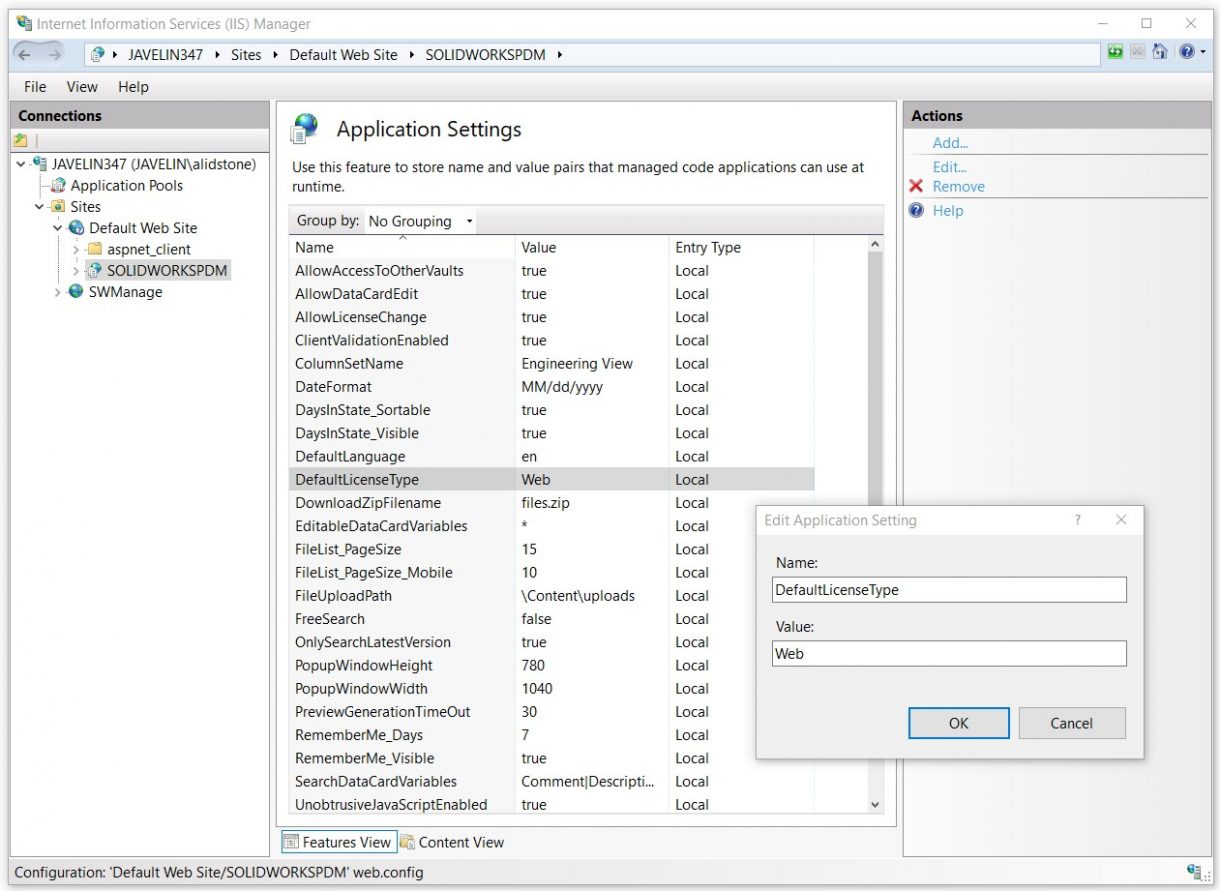 Internet Information Services (IIS) Manager
JAVELIN347 Sites Default Web Site SOLIDWORKSPDM
File View Help
Connections
JAVELIN347 (JAVELIN\alidstone)
Application Pools
Sites
Default Web Site
aspnet_client
SOLIDWORKSPDM
SWManage
Application Settings
Use this feature to store name and value pairs that managed code applications can use at
runtime.
Group by: No Grouping
Name Value Entry Type
AllowAccessToOtherVaults true Local
AllowDataCardEdit true Local
AllowLicenseChange true Local
ClientValidationEnabled true Local
ColumnSetName Engineering View Local
DateFormat MM/dd/yyyy Local
DaysInState_Sortable true Local
DaysInState_Visible true Local
DefaultLanguage en Local
DefaultLicenseType Web Local
DownloadZipFilename files.zip Local
EditableDataCardVariables * Local
FileList_PageSize 15 Local
FileList_PageSize_Mobile 10 Local
FileUploadPath \Content\uploads Local
FreeSearch false Local
OnlySearchLatestVersion true Local
PopupWindowHeight 780 Local
PopupWindowWidth 1040 Local
PreviewGenerationTimeOut 30 Local
RememberMe_Days 7 Local
RememberMe_Visible true Local
SearchDataCardVariables Comment|Descripti... Local
UnobtrusiveJavaScriptEnabled true Local
Features View Content View
Actions
Add...
Edit...
Remove
Help
Edit Application Setting ?
Name:
DefaultLicenseType
Value:
Web
OK Cancel
Configuration: 'Default Web Site/SOLIDWORKSPDM' web.config